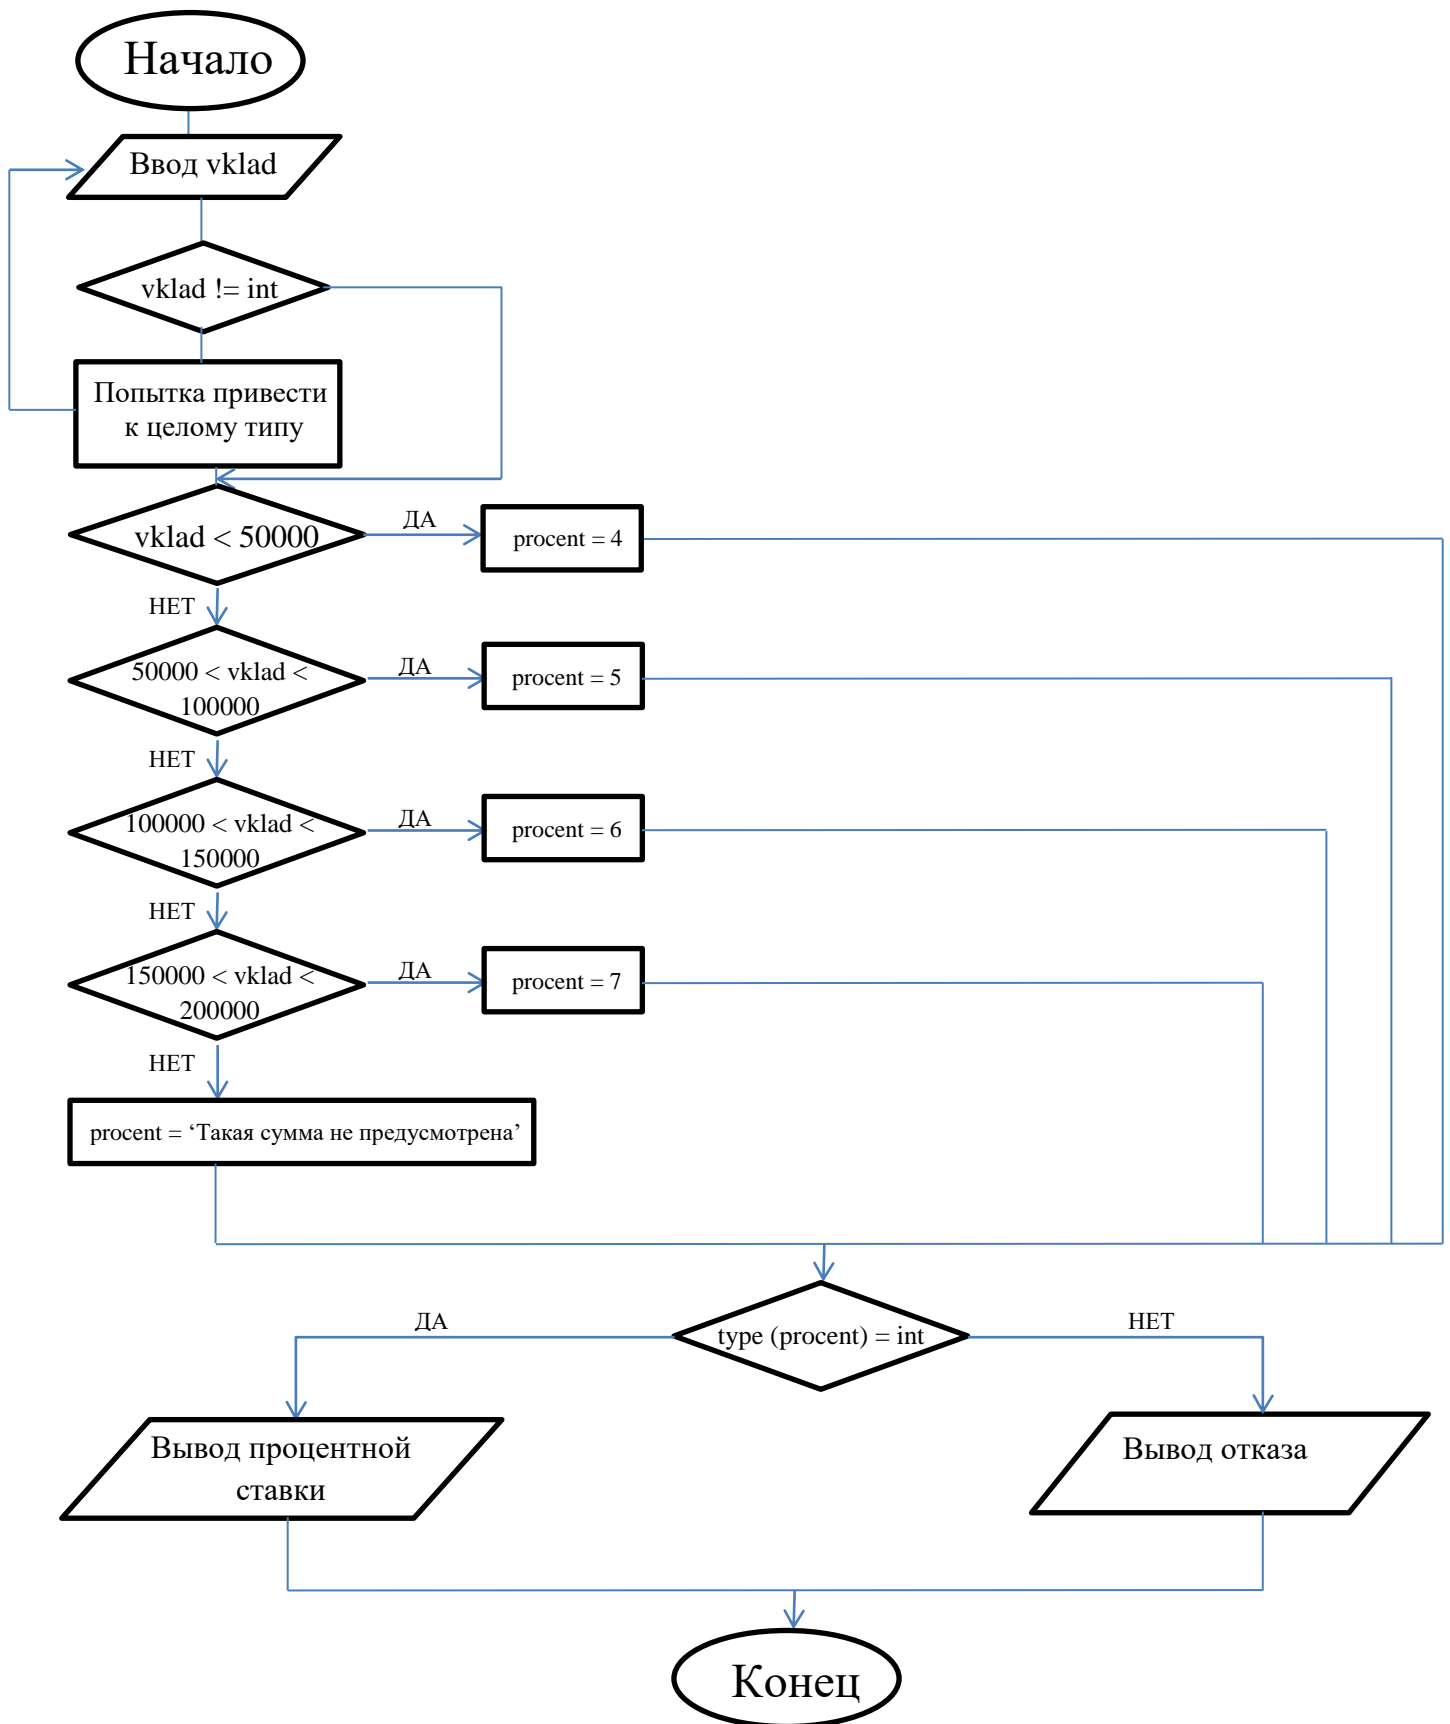 Начало
Ввод vklad
vklad != int
Попытка привести
к целому типу
vklad < 50000
ДА
procent = 4
НЕТ
50000 < vklad <
100000
ДА
procent = 5
НЕТ
100000 < vklad <
150000
ДА
procent = 6
НЕТ
150000 < vklad <
200000
ДА
procent = 7
НЕТ
procent = ‘Такая сумма не предусмотрена’
type (procent) = int
ДА
НЕТ
Вывод процентной
ставки
Вывод отказа
Конец